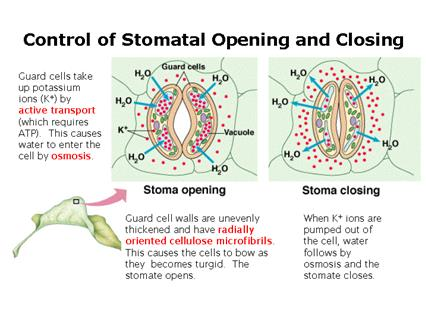 Control of Stomatal Opening and Closing
Guard cells take
up potassium
ions (K+) by
active transport
(which requires
ATP). This causes
water to enter the
cell by osmosis.
Guard cells
H2O
H2O
H2O
H2O
K+
Vacuole
H2O
H2O
Stoma opening
H2O
H2O
H2O
H2O
H2O
H2O
Stoma closing
Guard cell walls are unevenly
thickened and have radially
oriented cellulose microfibrils.
This causes the cells to bow as
they becomes turgid. The
stomate opens.
When K+ ions are
pumped out of
the cell, water
follows by
osmosis and the
stomate closes.